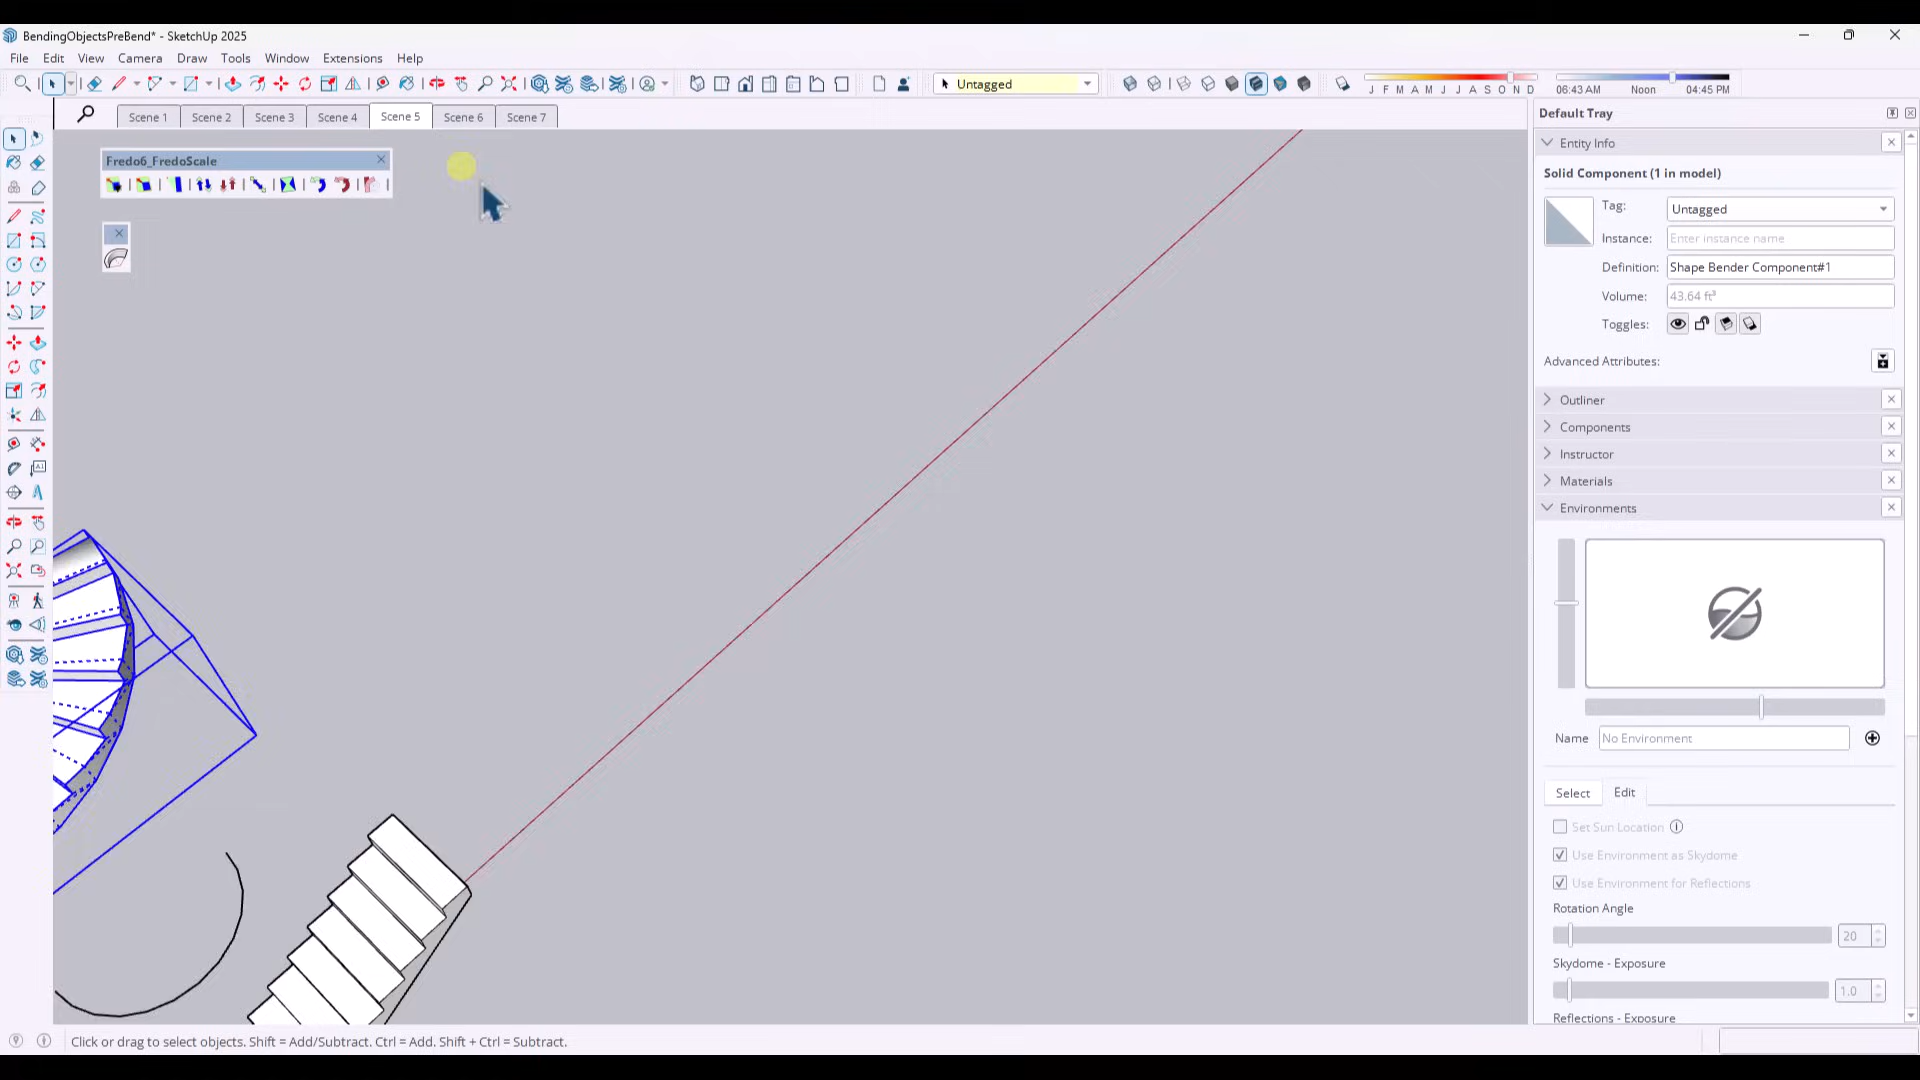 BendingObjectsPreBend* - SketchUp 2025
File Edit View Camera Draw Tools Window Extensions Help
Untagged
J F M A M J J A S O N D
06:43 AM Noon 04:45 PM
Scene 1 Scene 2 Scene 3 Scene 4 Scene 5 Scene 6 Scene 7
Default Tray
Fredo6_FredoScale
Entity Info
Solid Component (1 in model)
Tag: Untagged
Instance: Enter instance name
Definition: Shape Bender Component#1
Volume: 43.64 ft³
Toggles:
Advanced Attributes:
Outliner
Components
Instructor
Materials
Environments
Name No Environment
Select Edit
Set Sun Location
Use Environment as Skydome
Use Environment for Reflections
Rotation Angle
20
Skydome - Exposure
1.0
Reflections - Exposure
Click or drag to select objects. Shift = Add/Subtract. Ctrl = Add. Shift + Ctrl = Subtract.